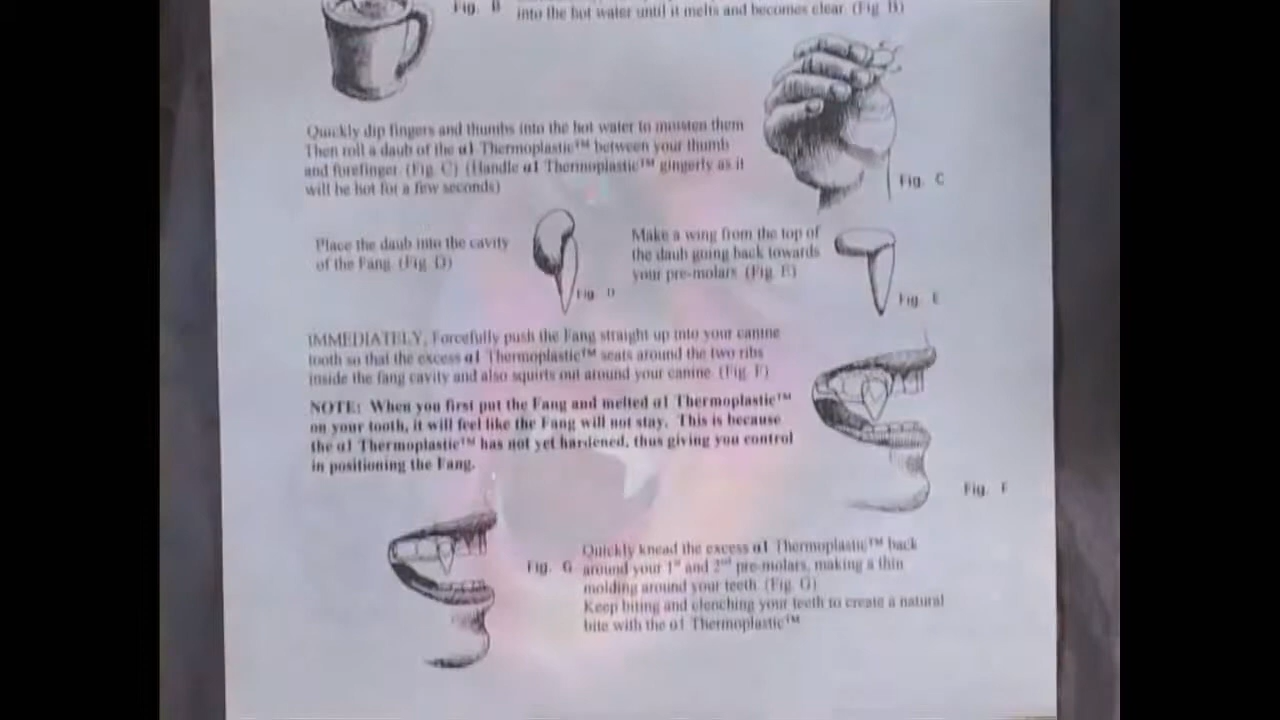 Fig. B
into the hot water until it melts and becomes clear. (Fig. B)
Quickly dip fingers and thumbs into the hot water to moisten them
Then roll a daub of the α1 Thermoplastic™ between your thumb
and forefinger. (Fig. C) (Handle α1 Thermoplastic™ gingerly as it
will be hot for a few seconds)
Fig. C
Place the daub into the cavity
of the Fang. (Fig. D)
Fig. D
Make a wing from the top of
the daub going back towards
your pre-molars. (Fig. E)
Fig. E
IMMEDIATELY, Forcefully push the Fang straight up into your canine
tooth so that the excess α1 Thermoplastic™ seats around the two ribs
inside the fang cavity and also squirts out around your canine. (Fig. F)
NOTE: When you first put the Fang and melted α1 Thermoplastic™
on your tooth, it will feel like the Fang will not stay. This is because
the α1 Thermoplastic™ has not yet hardened, thus giving you control
in positioning the Fang.
Fig. F
Fig. G
Quickly knead the excess α1 Thermoplastic™ back
around your 1st and 2nd pre-molars, making a thin
molding around your teeth. (Fig. G)
Keep biting and clenching your teeth to create a natural
bite with the α1 Thermoplastic™